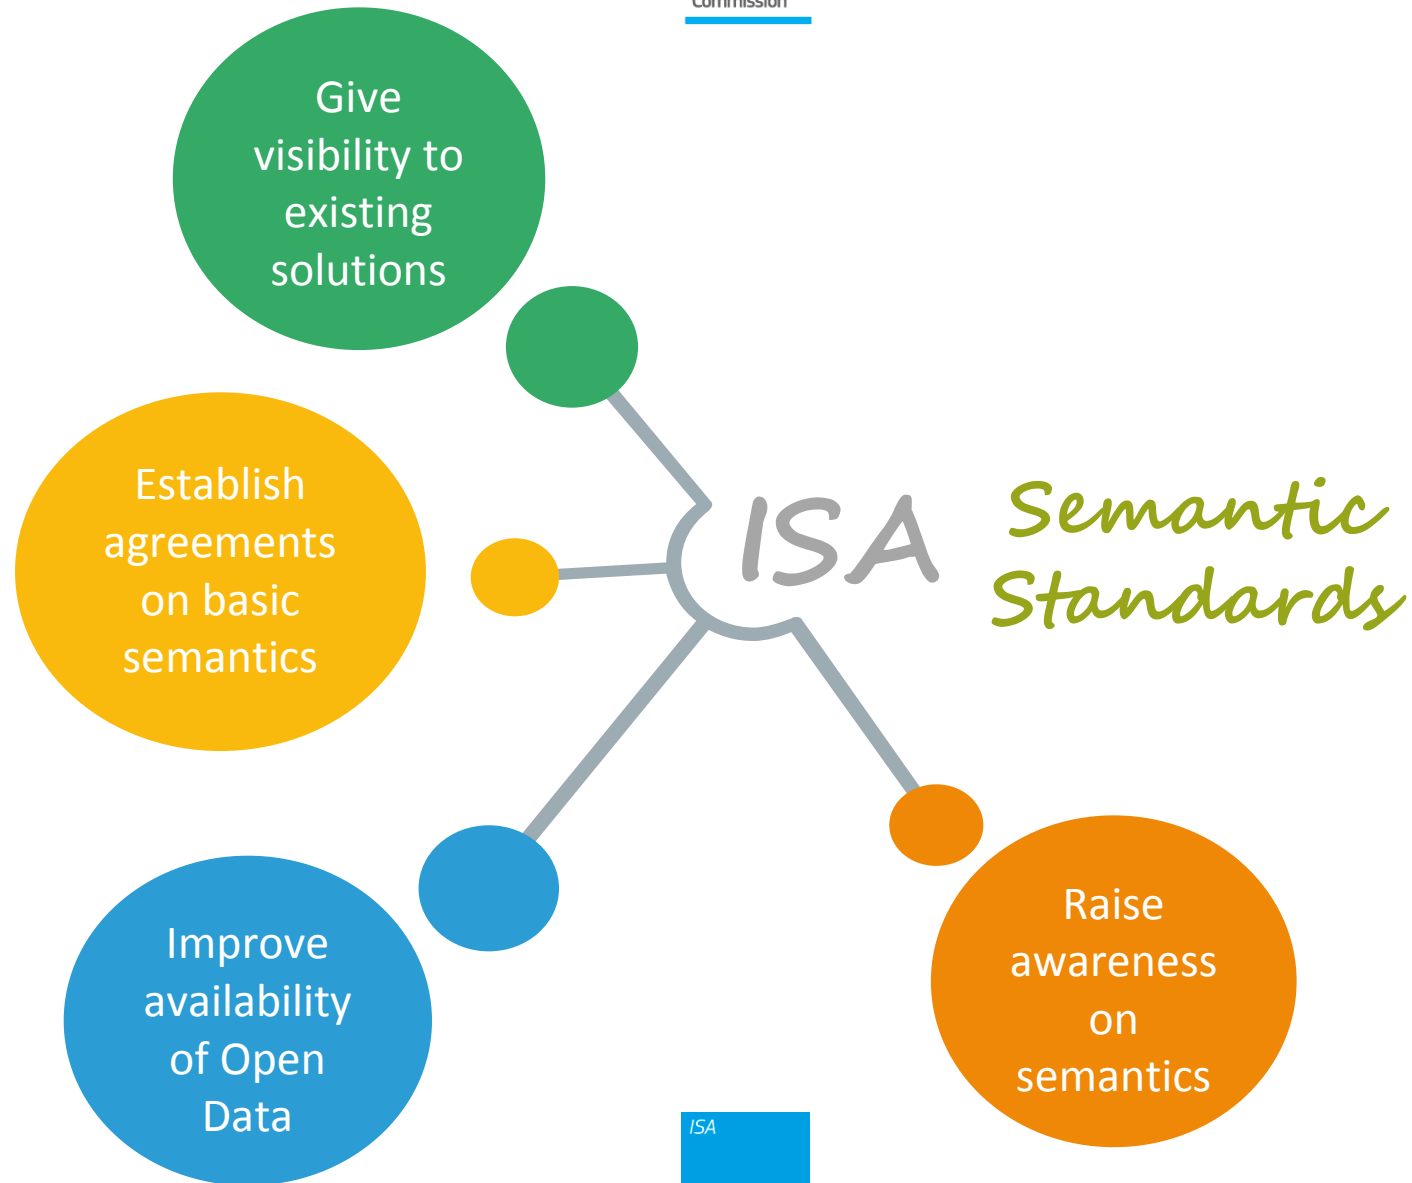 Commission
Give
visibility to
existing
solutions
Establish
agreements
on basic
semantics
ISA
Semantic
Standards
Improve
availability
of Open
Data
Raise
awareness
on
semantics
ISA